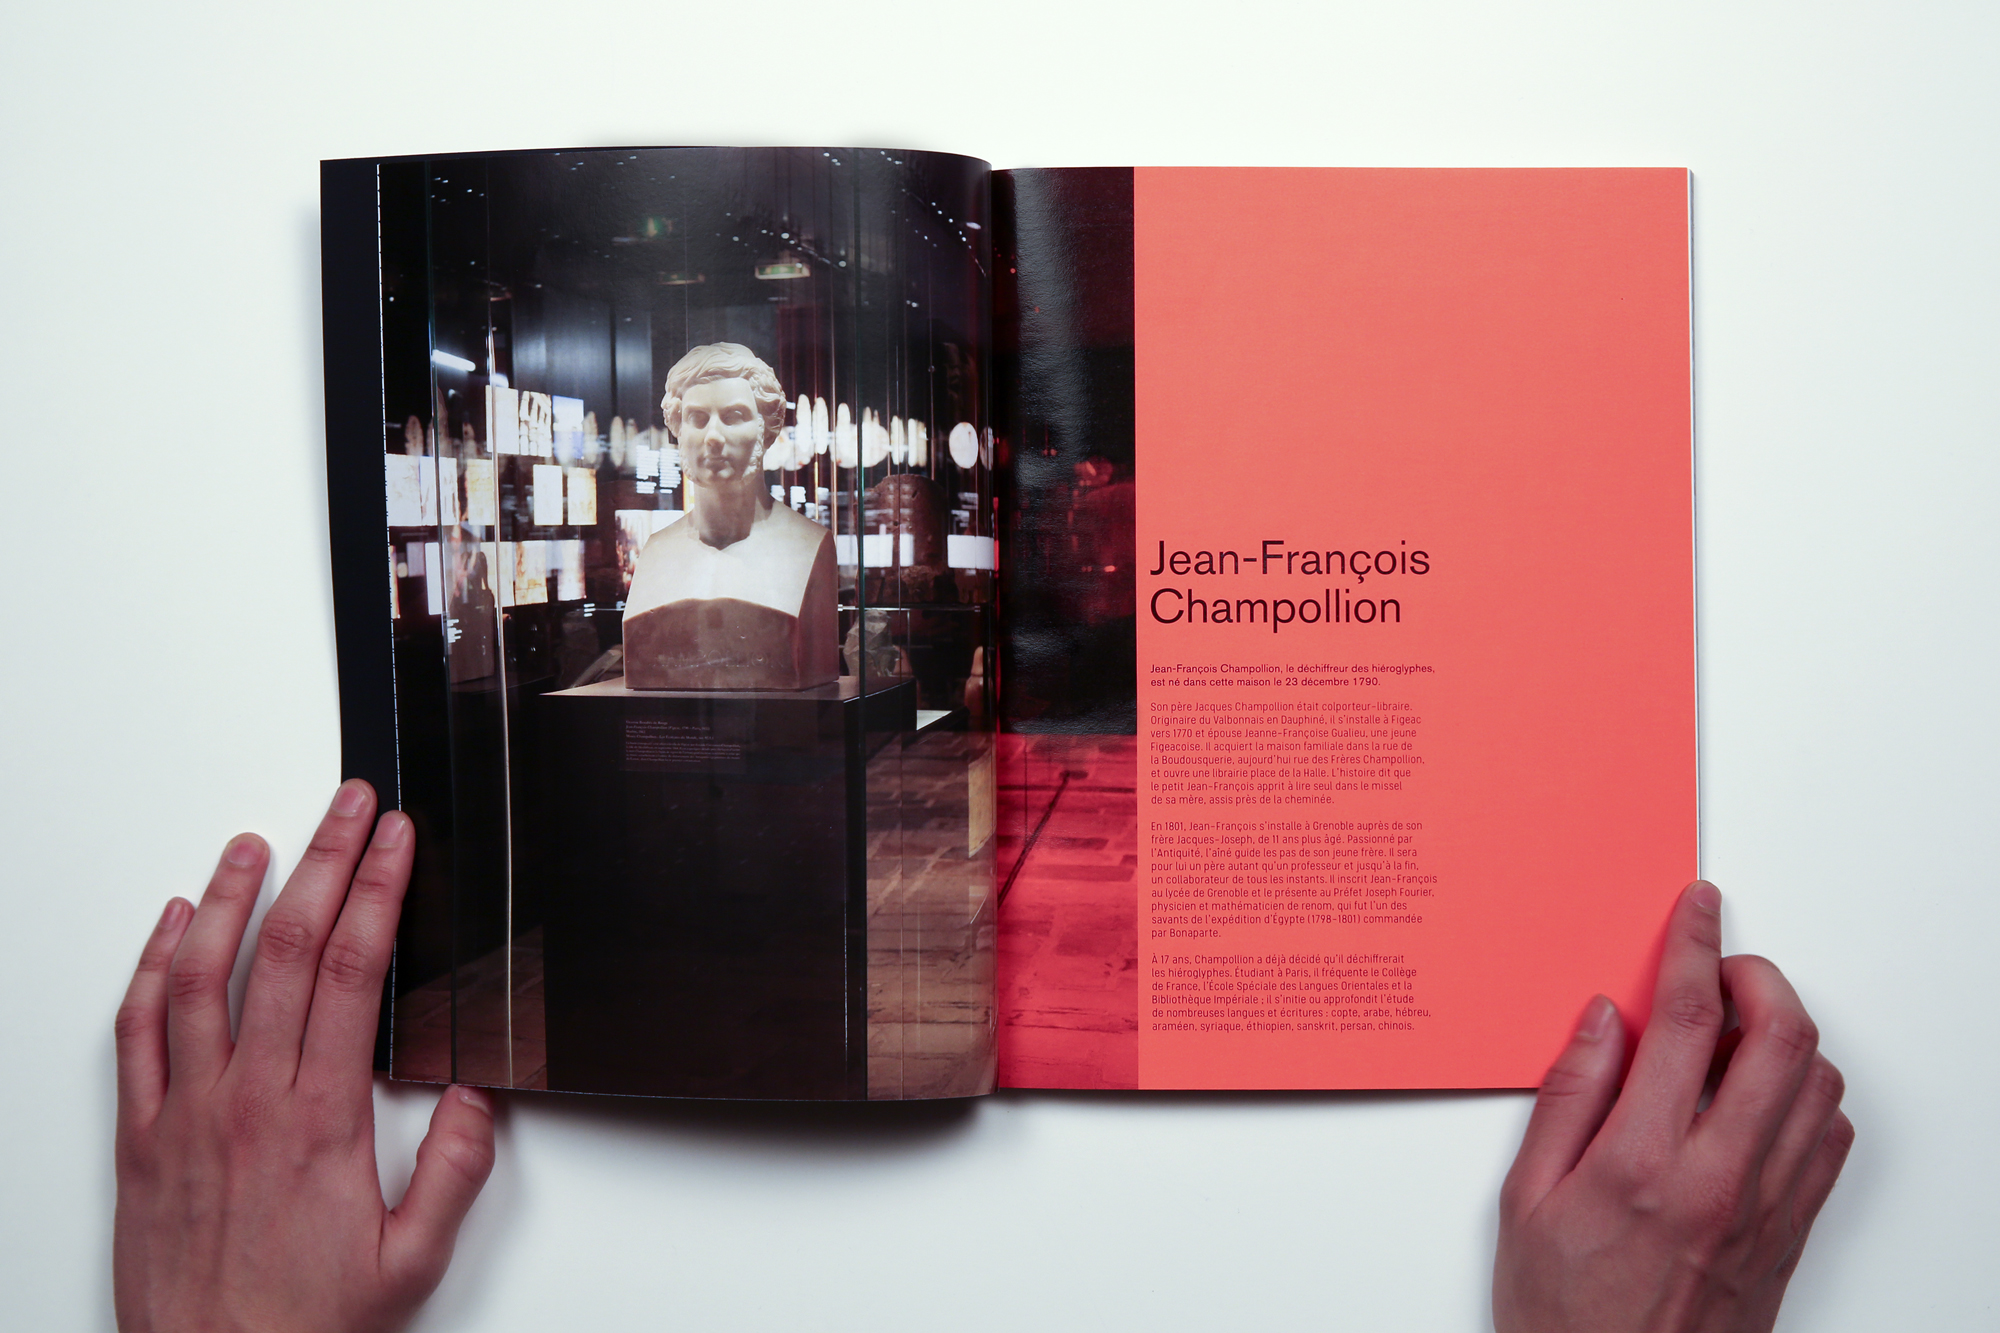 Jean-François
Champollion
Jean-François Champollion, le déchiffreur des hiéroglyphes,
est né dans cette maison le 23 décembre 1790.
Son père Jacques Champollion était colporteur-libraire.
Originaire du Valbonnais en Dauphiné, il s'installe à Figeac
vers 1770 et épouse Jeanne-Françoise Gualieu, une jeune
Figeacoise. Il acquiert la maison familiale dans la rue de
la Boudousquerie, aujourd'hui rue des Frères Champollion,
et ouvre une librairie place de la Halle. L'histoire dit que
le petit Jean-François apprit à lire seul dans le missel
de sa mère, assis près de la cheminée.
En 1801, Jean-François s'installe à Grenoble auprès de son
frère Jacques-Joseph, de 11 ans plus âgé. Passionné par
l'Antiquité, l'aîné guide les pas de son jeune frère. Il sera
pour lui un père autant qu'un professeur et jusqu'à la fin,
un collaborateur de tous les instants. Il inscrit Jean-François
au lycée de Grenoble et le présente au Préfet Joseph Fourier,
physicien et mathématicien de renom, qui fut l'un des
savants de l'expédition d'Égypte (1798-1801) commandée
par Bonaparte.
À 17 ans, Champollion a déjà décidé qu'il déchiffrerait
les hiéroglyphes. Étudiant à Paris, il fréquente le Collège
de France, l'École Spéciale des Langues Orientales et la
Bibliothèque Impériale ; il s'initie ou approfondit l'étude
de nombreuses langues et écritures : copte, arabe, hébreu,
araméen, syriaque, éthiopien, sanskrit, persan, chinois.